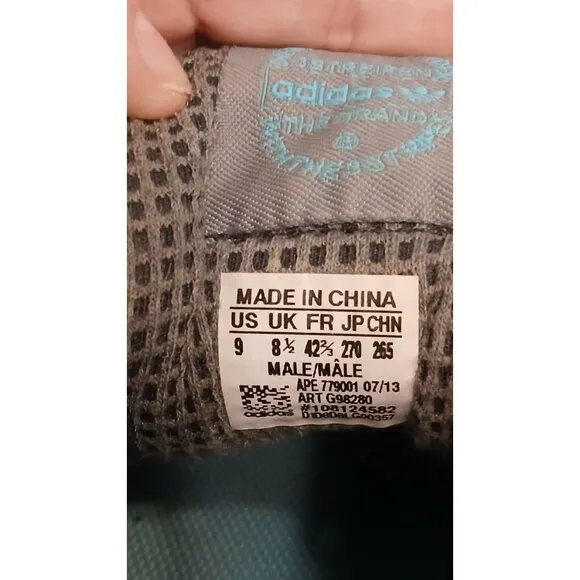 adidas
THE BRAND
MADE IN CHINA
US UK FR JP CHN
9 8½ 42⅔ 270 265
MALE/MÂLE
APE 779001 07/13
ART G98280
#108124582
adidas